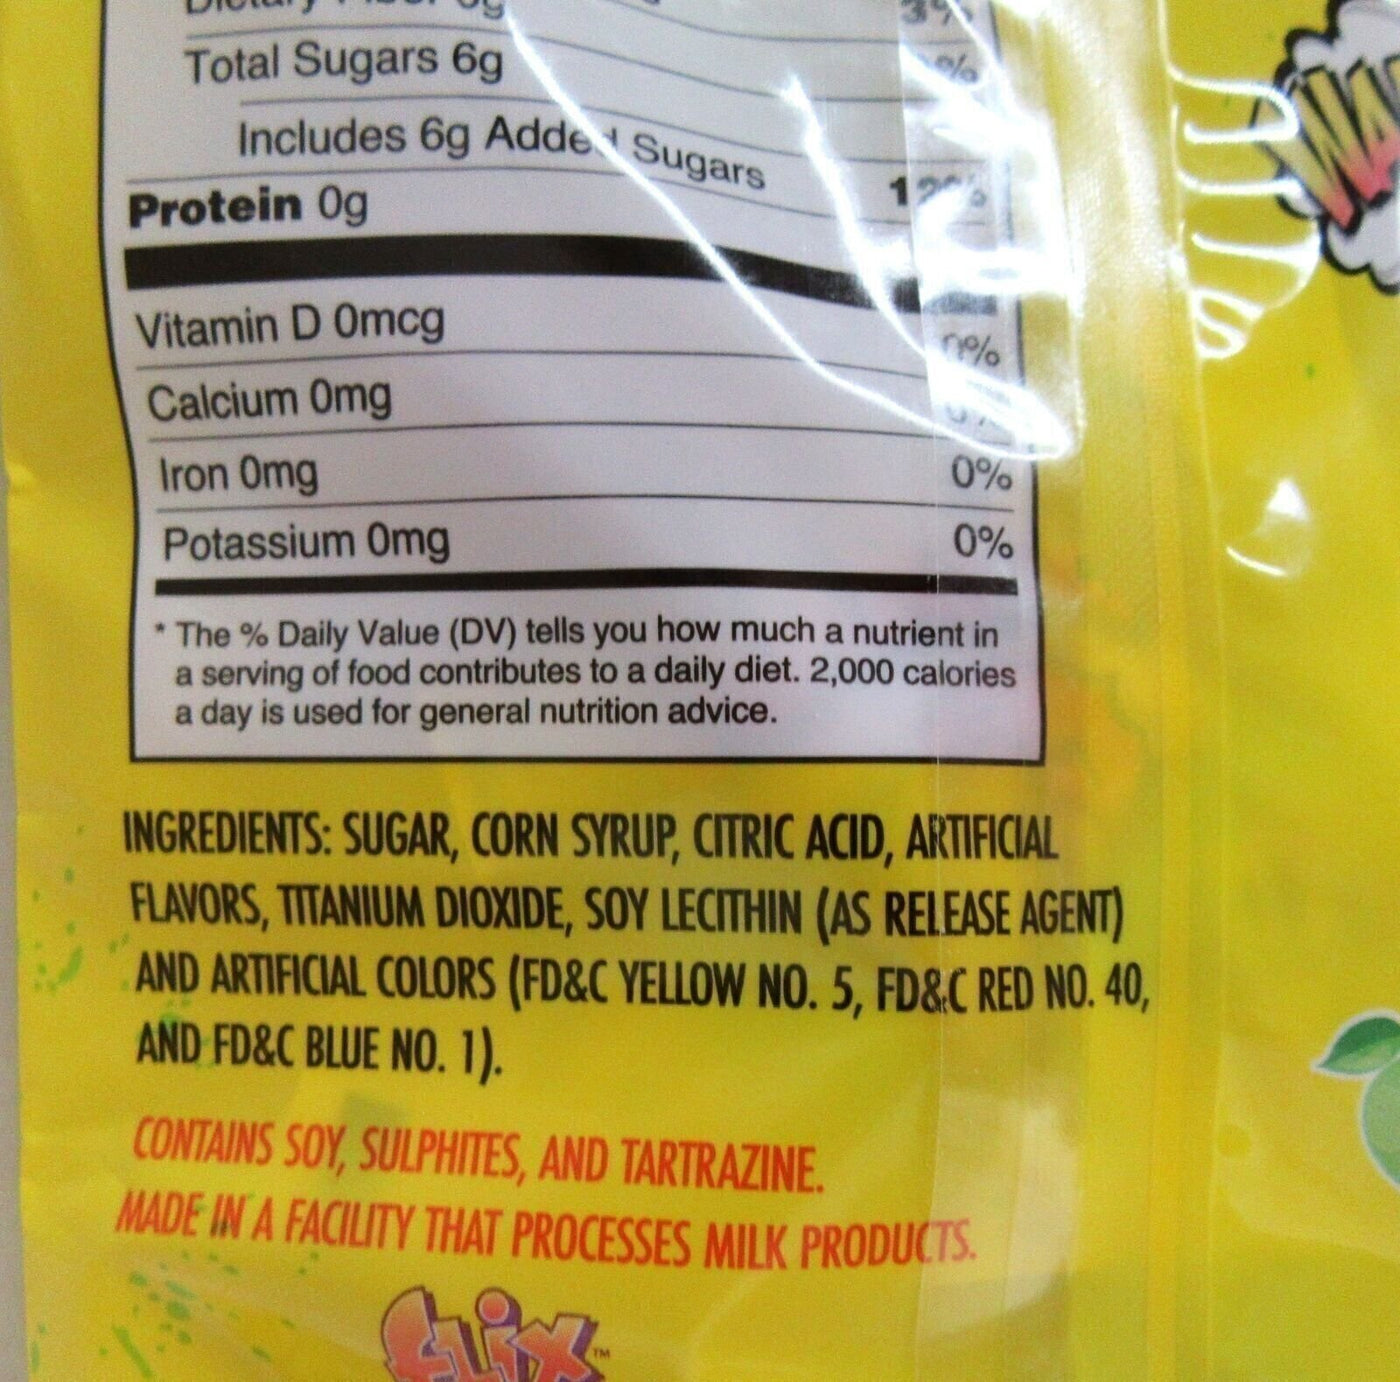 Total Sugars 6g
Includes 6g Added Sugars 12%
Protein 0g
Vitamin D 0mcg 0%
Calcium 0mg 0%
Iron 0mg 0%
Potassium 0mg 0%
* The % Daily Value (DV) tells you how much a nutrient in
a serving of food contributes to a daily diet. 2,000 calories
a day is used for general nutrition advice.
INGREDIENTS: SUGAR, CORN SYRUP, CITRIC ACID, ARTIFICIAL
FLAVORS, TITANIUM DIOXIDE, SOY LECITHIN (AS RELEASE AGENT)
AND ARTIFICIAL COLORS (FD&C YELLOW NO. 5, FD&C RED NO. 40,
AND FD&C BLUE NO. 1).
CONTAINS SOY, SULPHITES, AND TARTRAZINE.
MADE IN A FACILITY THAT PROCESSES MILK PRODUCTS.
flix™